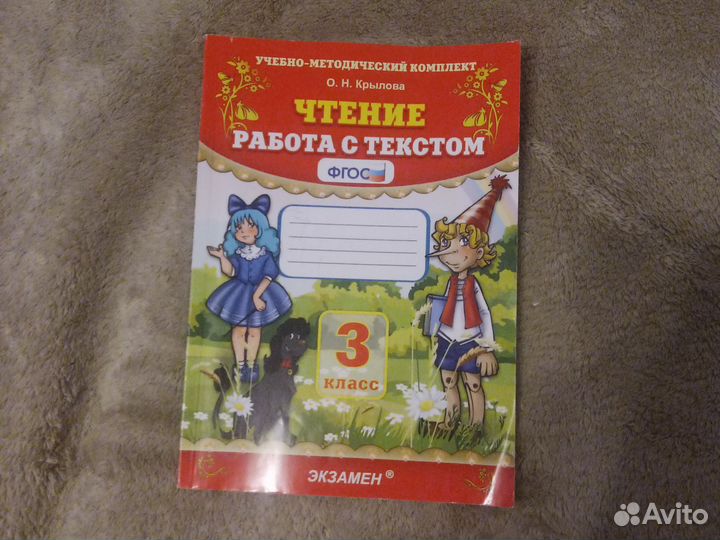 УЧЕБНО-МЕТОДИЧЕСКИЙ КОМПЛЕКТ
О. Н. Крылова
ЧТЕНИЕ
РАБОТА С ТЕКСТОМ
ФГОС
3
класс
ЭКЗАМЕН®
Avito